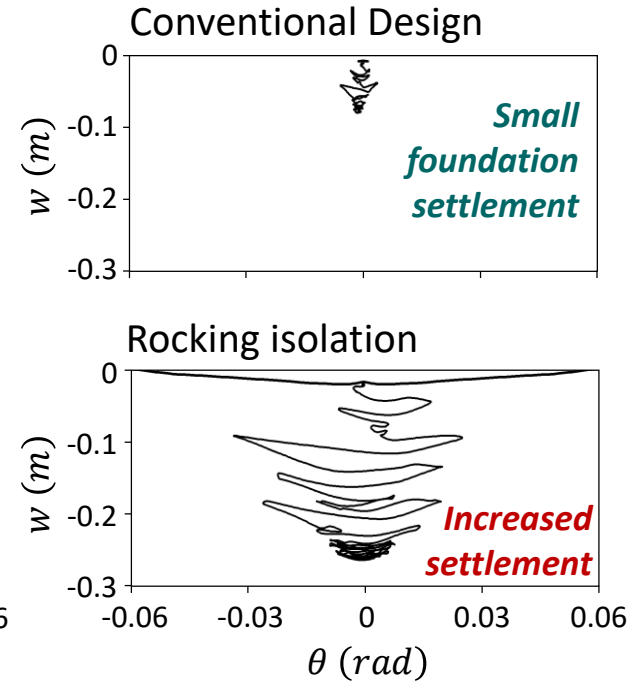 Conventional Design
0
-0.1
-0.2
-0.3
w (m)
Small
foundation
settlement
Rocking isolation
0
-0.1
-0.2
-0.3
w (m)
Increased
settlement
6
-0.06
-0.03
0
0.03
0.06
θ (rad)